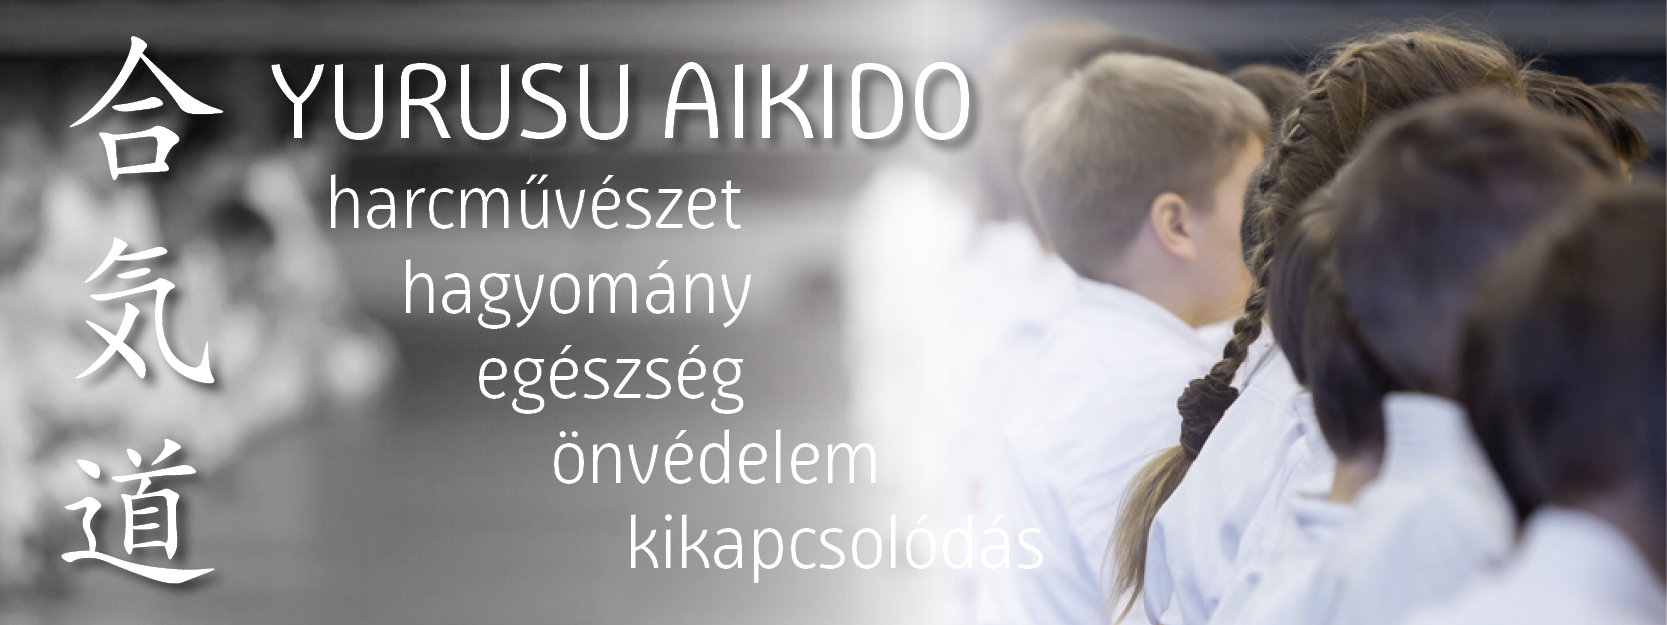 合気道
YURUSU AIKIDO
harcművészet
hagyomány
egészség
önvédelem
kikapcsolódás